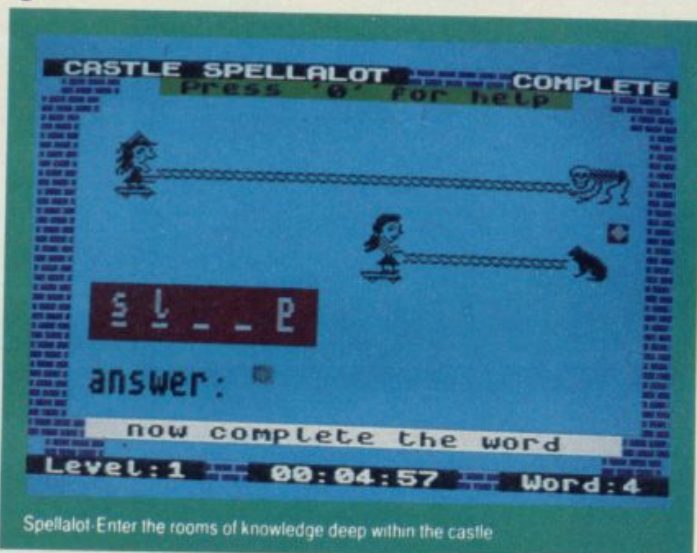 CASTLE SPELLALOT COMPLETE
Press '0' for help
s l _ _ p
answer:
now complete the word
Level:1 00:04:57 Word:4
Spellalot-Enter the rooms of knowledge deep within the castle